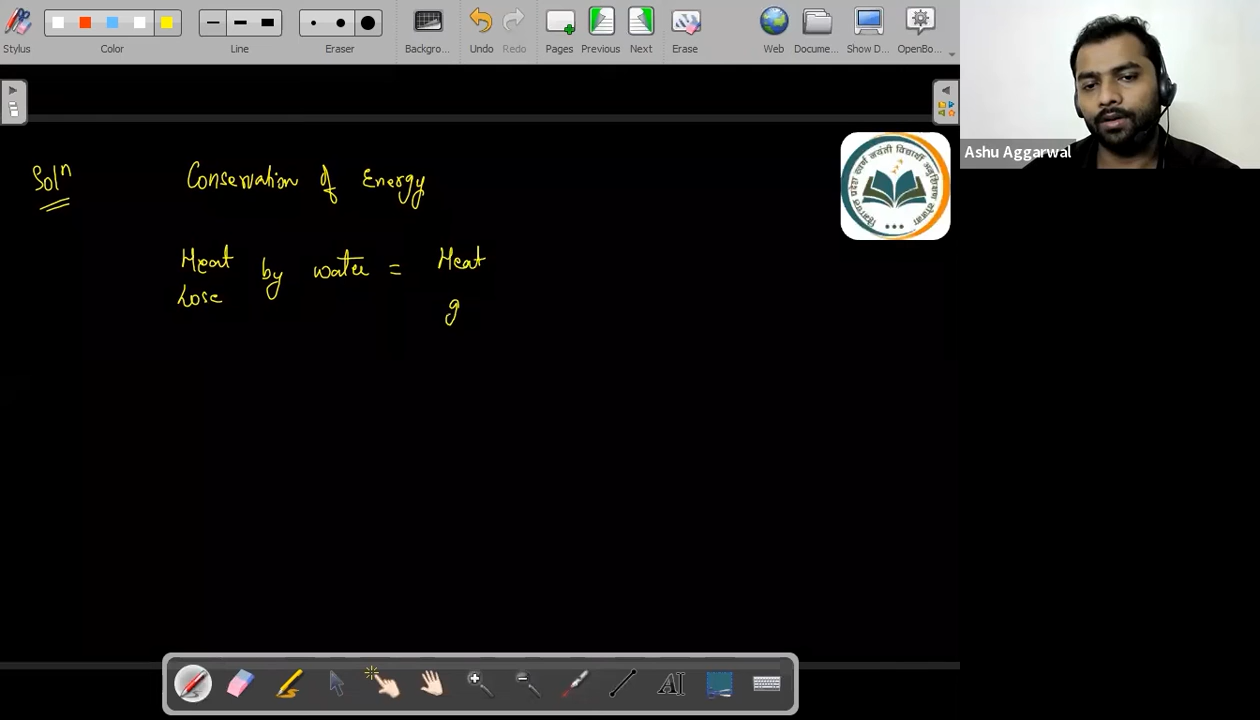 Stylus
Color
Line
Eraser
Backgro...
Undo
Redo
Pages
Previous
Next
Erase
Web
Docume...
Show D...
OpenBo...
Ashu Aggarwal
Solⁿ
Conservation of Energy
Heat by water = Heat
Lose
g